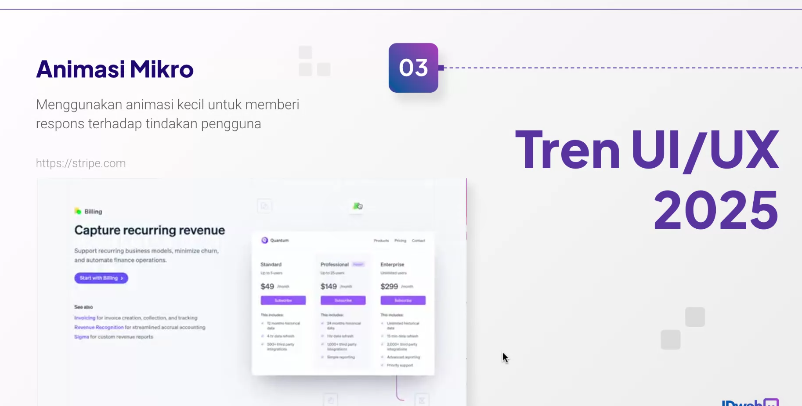 Animasi Mikro
Menggunakan animasi kecil untuk memberi
respons terhadap tindakan pengguna
https://stripe.com
03
Tren UI/UX
2025
Billing
Capture recurring revenue
Support recurring business models, minimize churn,
and automate finance operations.
Start with Billing
See also
Invoicing for invoice creation, collection, and tracking
Revenue Recognition for streamlined accrual accounting
Sigma for custom revenue reports
Quantum
Products Pricing Contact
Standard
Up to 5 users
$49 /month
Subscribe
This includes:
12 months historical
data
4 hr data refresh
500+ third party
integrations
Professional
Up to 20 users
$149 /month
Subscribe
This includes:
24 months historical
data
1 hr data refresh
1,000+ third party
integrations
Simple reporting
Enterprise
Unlimited users
$299 /month
Subscribe
This includes:
Unlimited historical
data
15 min data refresh
2,000+ third party
integrations
Advanced reporting
Priority support
IDweb